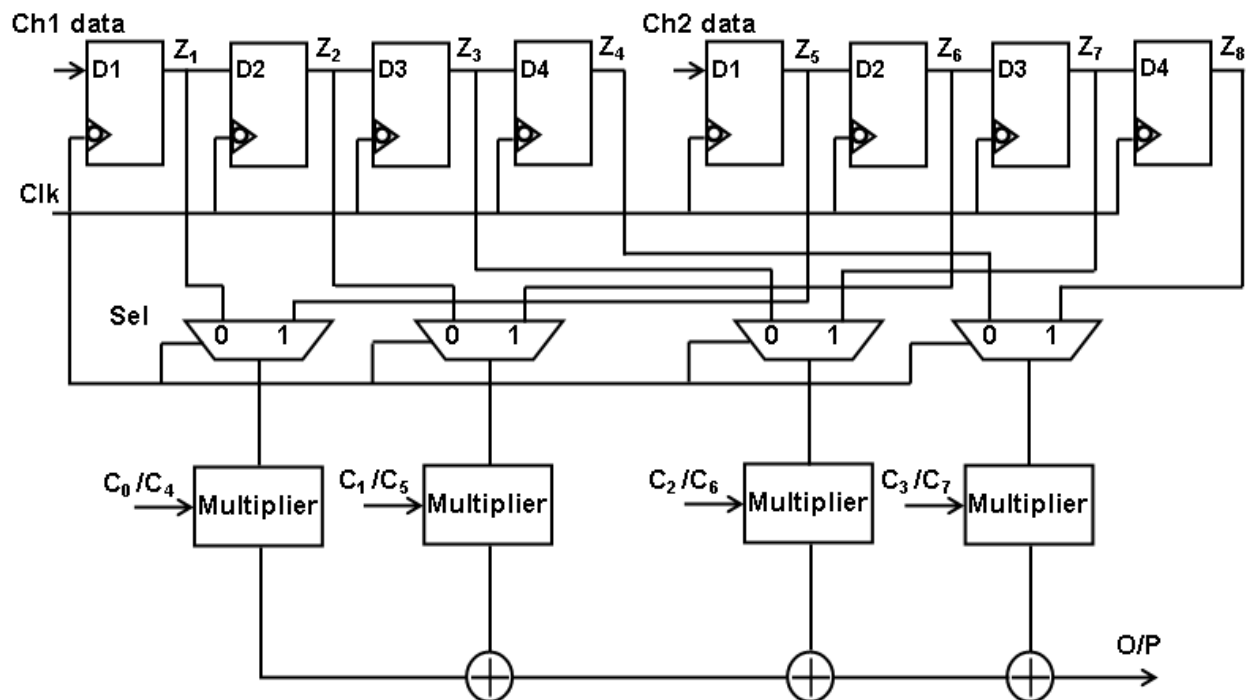 Ch1 data
Ch2 data
Z1 Z2 Z3 Z4 Z5 Z6 Z7 Z8
D1 D2 D3 D4 D1 D2 D3 D4
Clk
Sel
0 1 0 1 0 1 0 1
C0/C4 C1/C5 C2/C6 C3/C7
Multiplier Multiplier Multiplier Multiplier
O/P